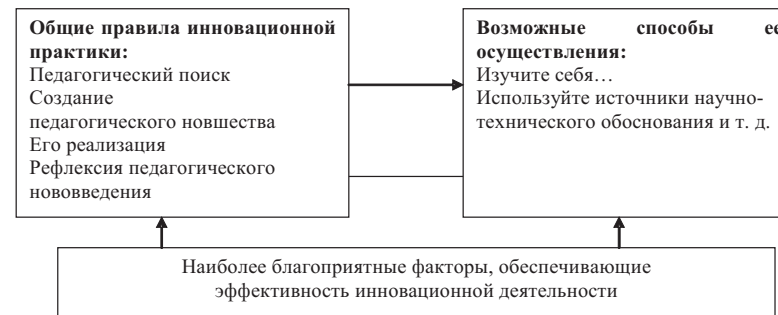 Общие правила инновационной
практики:
Педагогический поиск
Создание
педагогического новшества
Его реализация
Рефлексия педагогического
нововведения
Возможные способы ее
осуществления:
Изучите себя…
Используйте источники научно-
технического обоснования и т. д.
Наиболее благоприятные факторы, обеспечивающие
эффективность инновационной деятельности